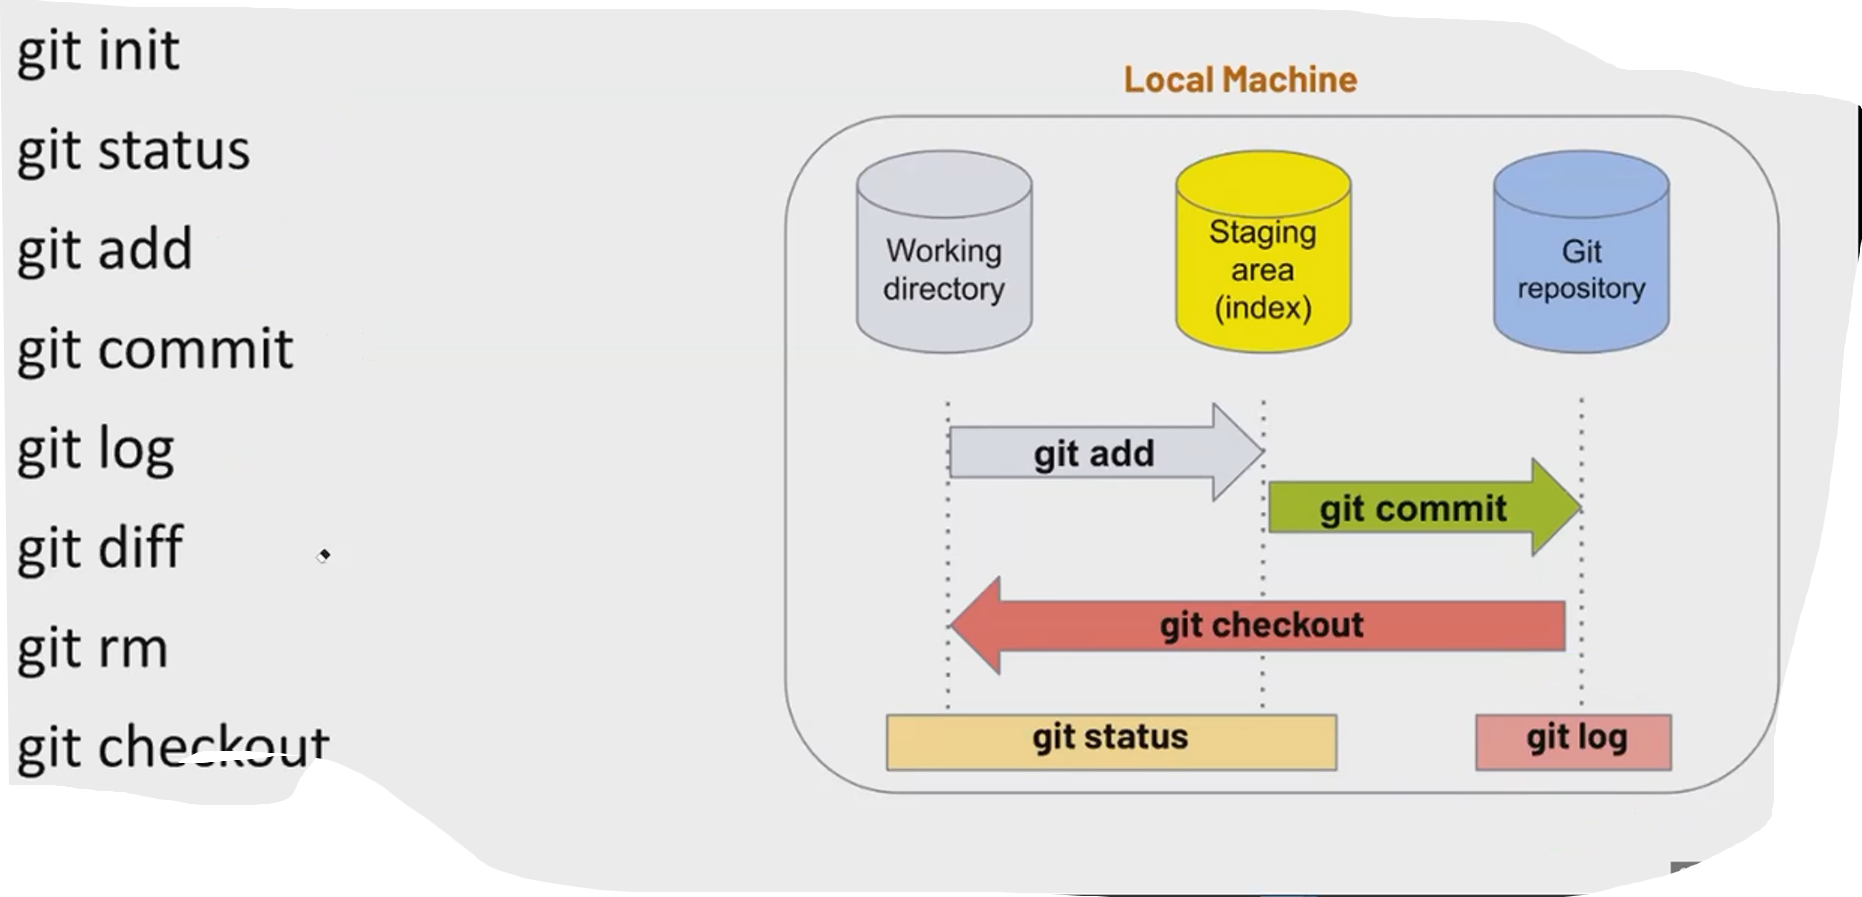 git init
git status
git add
git commit
git log
git diff
git rm
git checkout
Local Machine
Working
directory
Staging
area
(index)
Git
repository
git add
git commit
git checkout
git status
git log